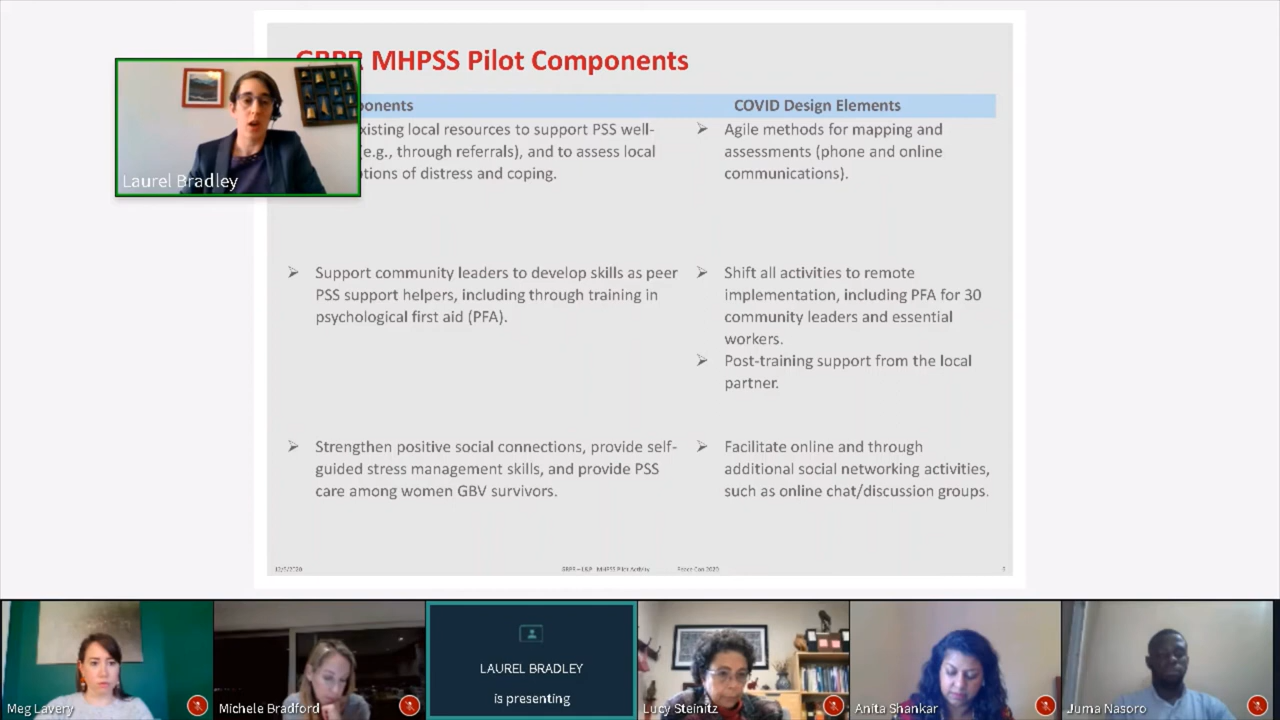 MHPSS Pilot Components
COVID Design Elements
existing local resources to support PSS well-
(e.g., through referrals), and to assess local
of distress and coping.
➢ Agile methods for mapping and
assessments (phone and online
communications).
Laurel Bradley
➢ Support community leaders to develop skills as peer
PSS support helpers, including through training in
psychological first aid (PFA).
➢ Shift all activities to remote
implementation, including PFA for 30
community leaders and essential
workers.
➢ Post-training support from the local
partner.
➢ Strengthen positive social connections, provide self-
guided stress management skills, and provide PSS
care among women GBV survivors.
➢ Facilitate online and through
additional social networking activities,
such as online chat/discussion groups.
Peace Con 2020
LAUREL BRADLEY
is presenting
Meg Lavery
Michele Bradford
Lucy Steinitz
Anita Shankar
Juma Nasoro